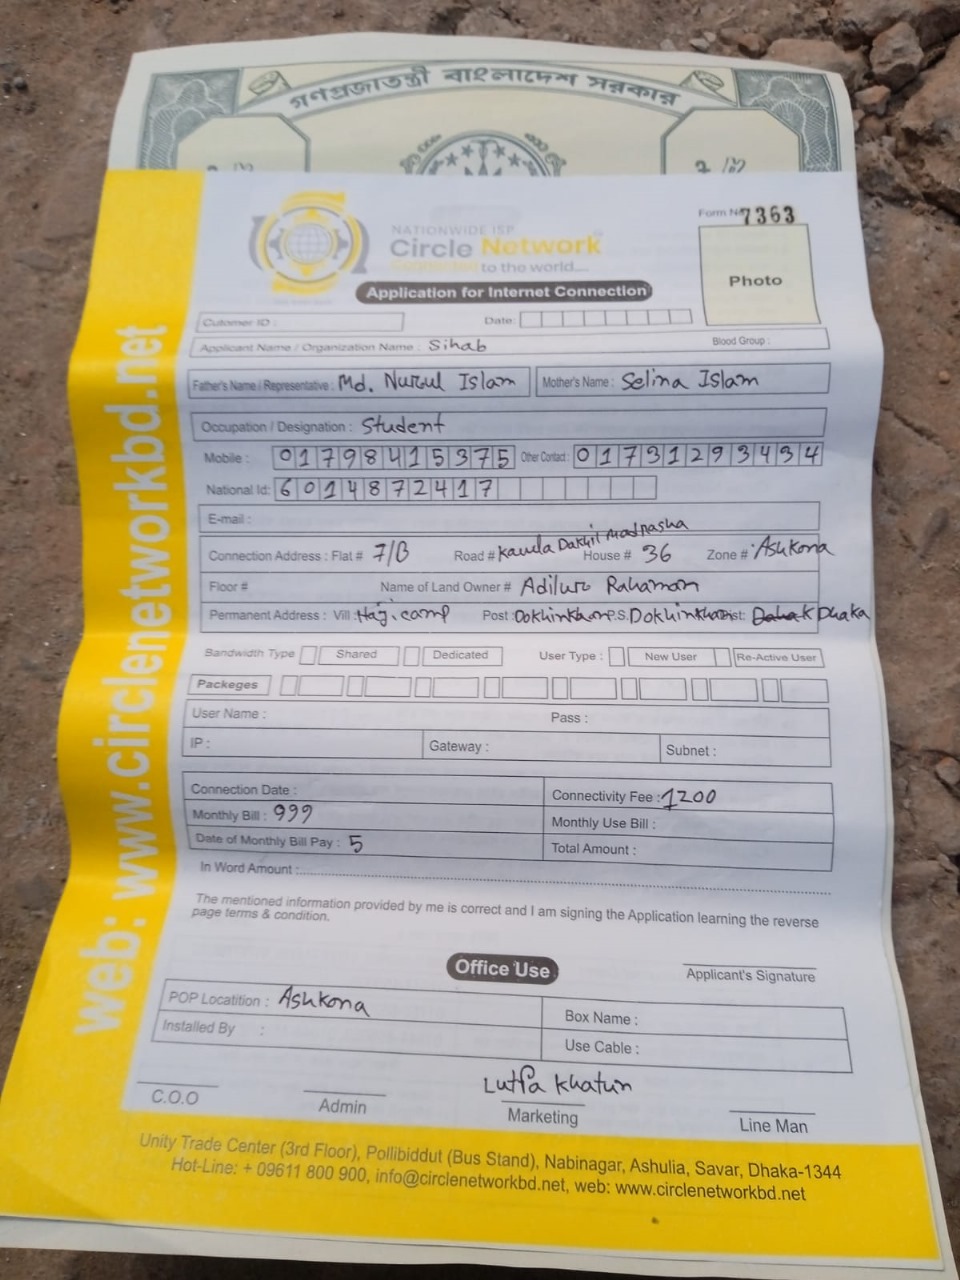 গণপ্রজাতন্ত্রী বাংলাদেশ সরকার
Form No 7363
NATIONWIDE ISP
Circle Network
to the world....
Photo
Application for Internet Connection
Cutomer ID :
Date:
Applicant Name / Organization Name : Sihab
Blood Group :
Father's Name / Representative : Md. Nurul Islam
Mother's Name : Selina Islam
Occupation / Designation : Student
Mobile : 01798415375 Other Contact : 01731293434
National Id: 6014872417
E-mail :
Connection Address : Flat # 7/B Road # Kawla Dakhil Madrasha House # 36 Zone # Ashkona
Floor # Name of Land Owner # Adilur Rahaman
Permanent Address : Vill : Haji camp Post : Dokhinkhan P.S. Dokhinkhan Dist: Dhaka
Bandwidth Type Shared Dedicated User Type : New User Re-Active User
Packeges
User Name : Pass :
IP : Gateway : Subnet :
Connection Date : Connectivity Fee : 1200
Monthly Bill : 999 Monthly Use Bill :
Date of Monthly Bill Pay : 5 Total Amount :
In Word Amount :
The mentioned information provided by me is correct and I am signing the Application learning the reverse
page terms & condition.
Applicant's Signature
Office Use
POP Locatition : Ashkona Box Name :
Installed By : Use Cable :
Lutfa Khatun
C.O.O Admin Marketing Line Man
Unity Trade Center (3rd Floor), Pollibiddut (Bus Stand), Nabinagar, Ashulia, Savar, Dhaka-1344
Hot-Line: + 09611 800 900, info@circlenetworkbd.net, web: www.circlenetworkbd.net
web: www.circlenetworkbd.net